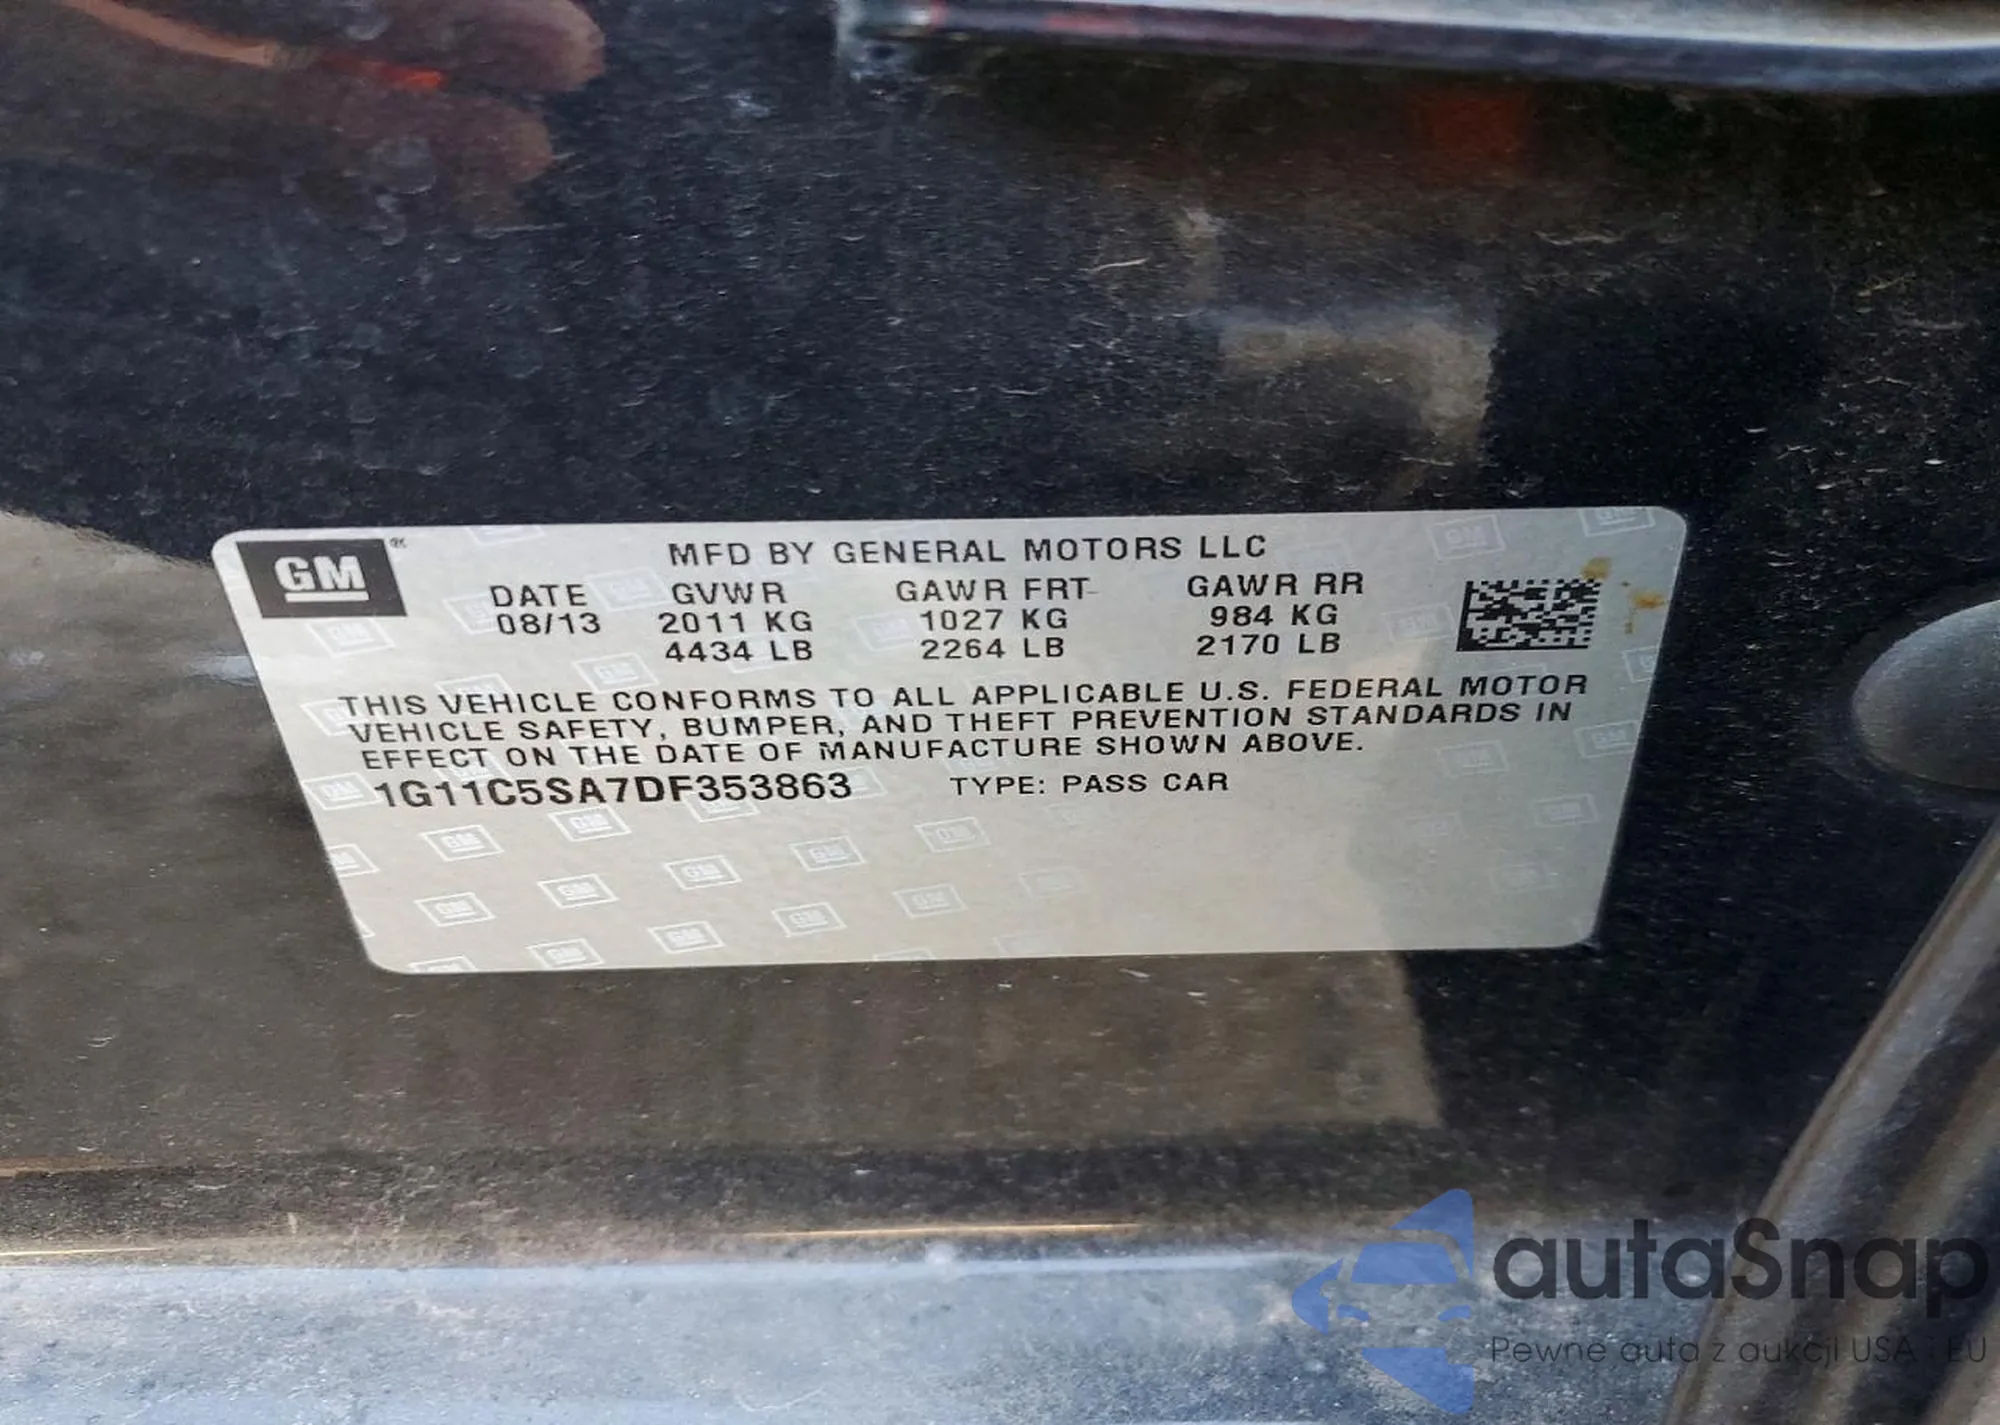 GM®
MFD BY GENERAL MOTORS LLC
DATE GVWR GAWR FRT GAWR RR
08/13 2011 KG 1027 KG 984 KG
4434 LB 2264 LB 2170 LB
THIS VEHICLE CONFORMS TO ALL APPLICABLE U.S. FEDERAL MOTOR
VEHICLE SAFETY, BUMPER, AND THEFT PREVENTION STANDARDS IN
EFFECT ON THE DATE OF MANUFACTURE SHOWN ABOVE.
1G11C5SA7DF353863 TYPE: PASS CAR
autaSnap
Pewne auta z aukcji USA i EU